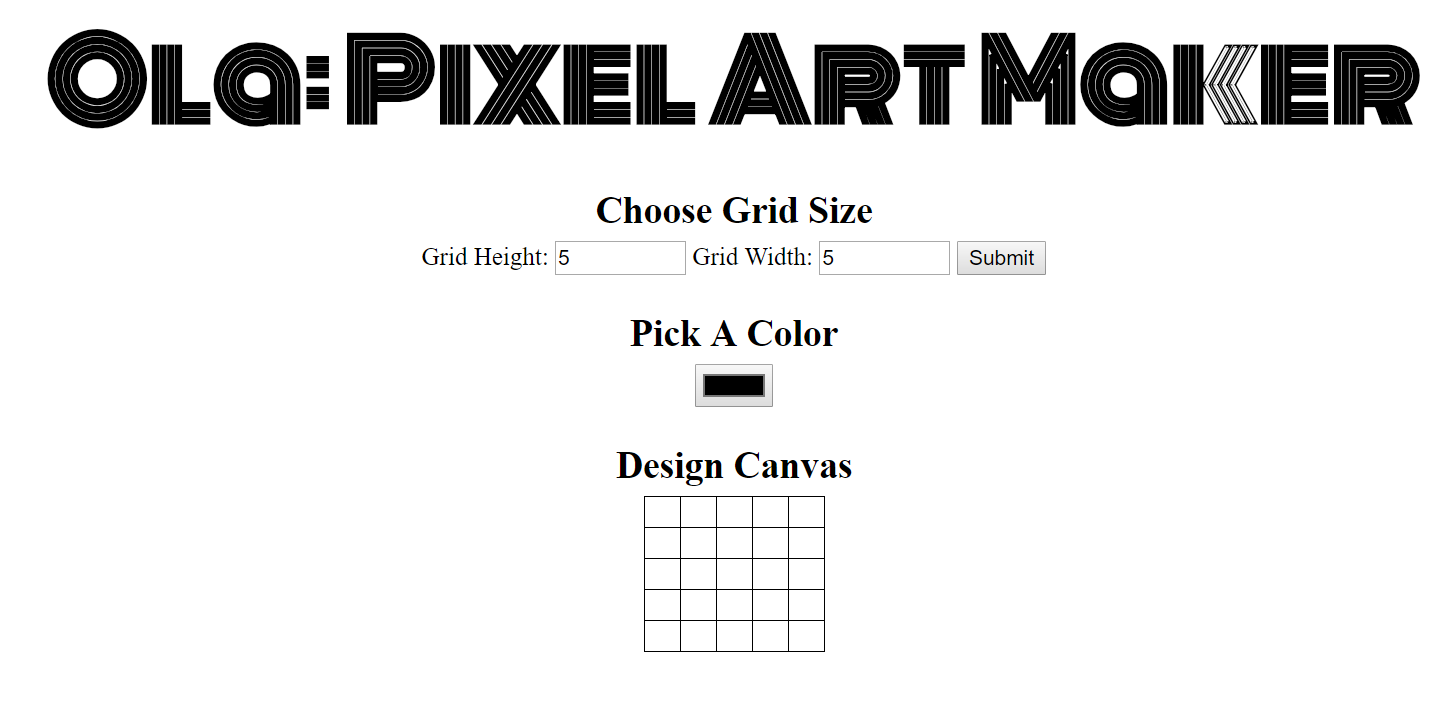 Ola: Pixel Art Maker
Choose Grid Size
Grid Height: 5 Grid Width: 5 Submit
Pick A Color
Design Canvas